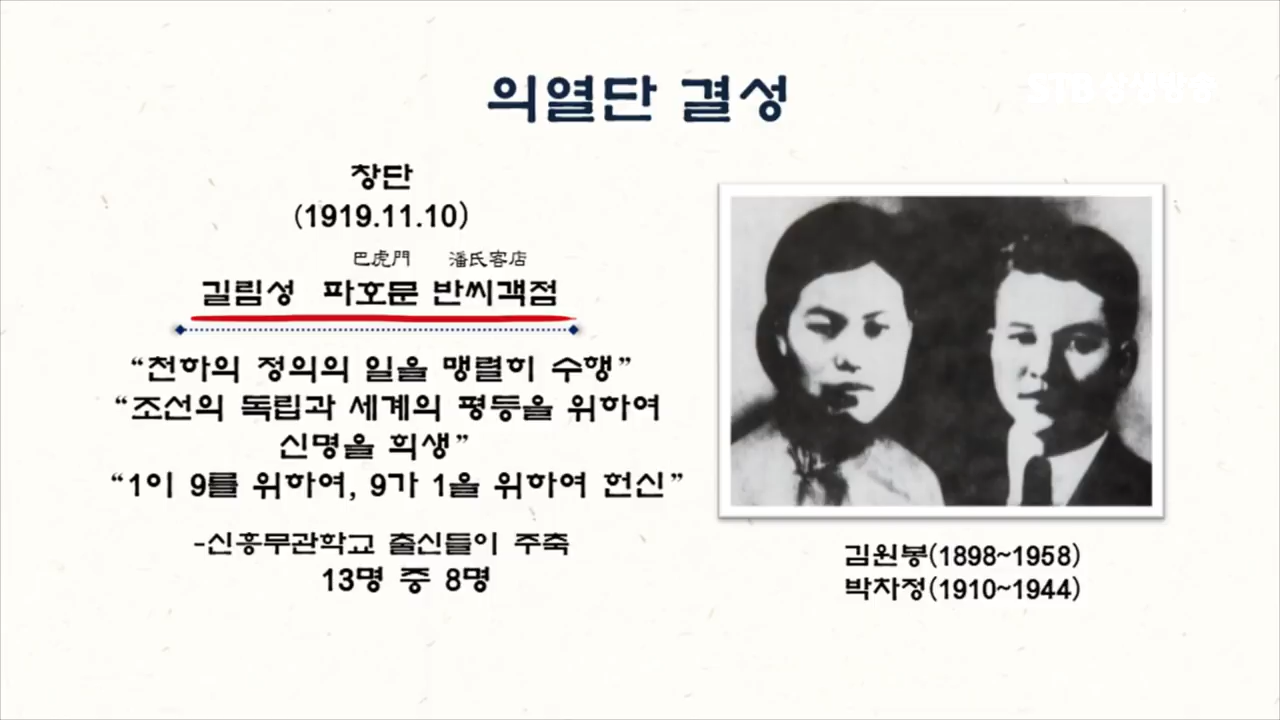 의열단 결성
창단
(1919.11.10)
巴虎門 潘氏客店
길림성 파호문 반씨객점
“천하의 정의의 일을 맹렬히 수행”
“조선의 독립과 세계의 평등을 위하여
신명을 희생”
“1이 9를 위하여, 9가 1을 위하여 헌신”
-신흥무관학교 출신들이 주축
13명 중 8명
김원봉(1898~1958)
박차정(1910~1944)